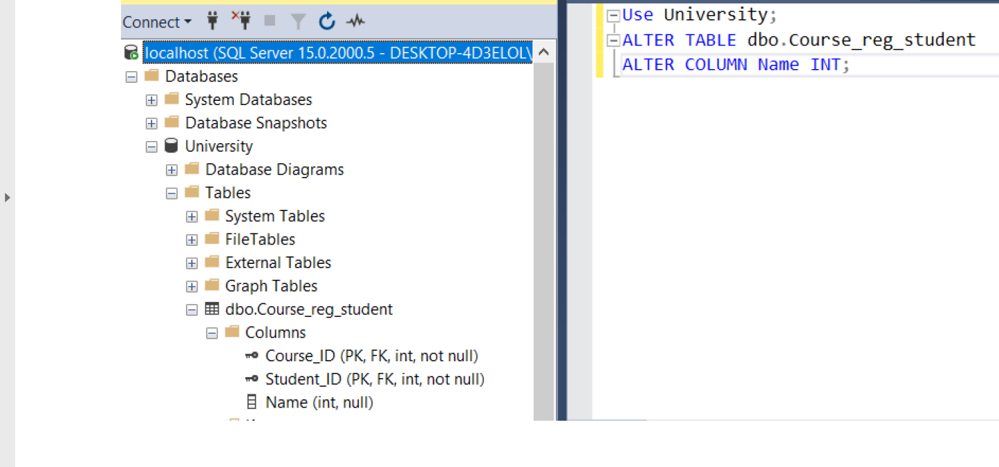 Connect
localhost (SQL Server 15.0.2000.5 - DESKTOP-4D3ELOL\
Databases
System Databases
Database Snapshots
University
Database Diagrams
Tables
System Tables
FileTables
External Tables
Graph Tables
dbo.Course_reg_student
Columns
Course_ID (PK, FK, int, not null)
Student_ID (PK, FK, int, not null)
Name (int, null)
Use University;
ALTER TABLE dbo.Course_reg_student
ALTER COLUMN Name INT;